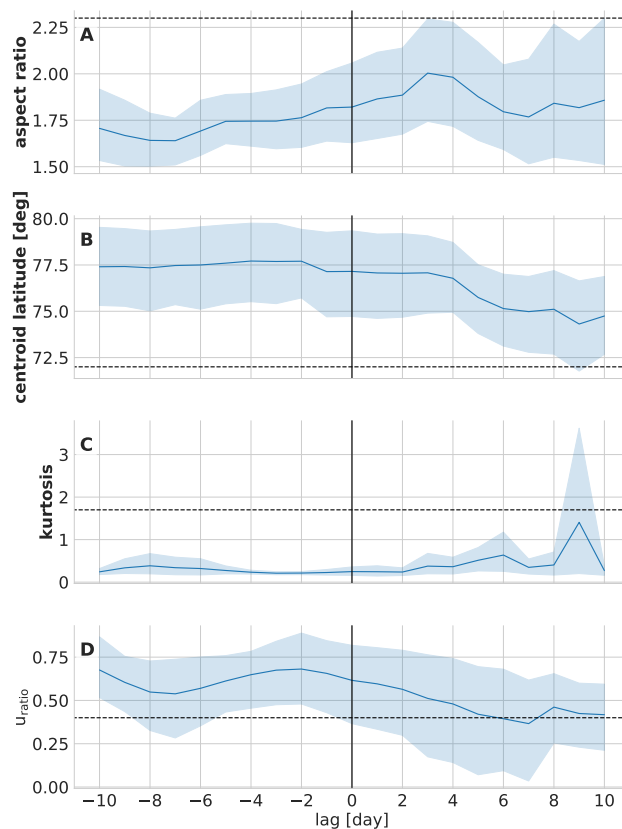 A
aspect ratio
2.25
2.00
1.75
1.50
B
centroid latitude [deg]
80.0
77.5
75.0
72.5
C
kurtosis
3
2
1
0
D
u_ratio
0.75
0.50
0.25
0.00
−10 −8 −6 −4 −2 0 2 4 6 8 10
lag [day]